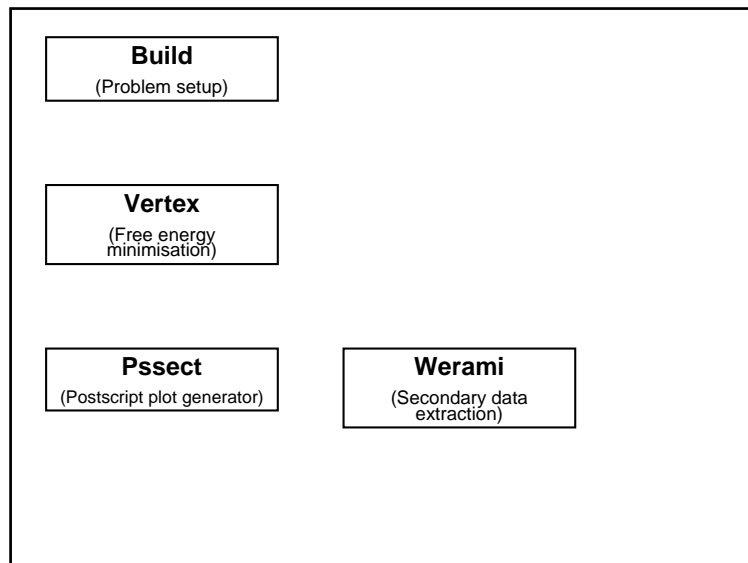 Build
(Problem setup)
Vertex
(Free energy
minimisation)
Pssect
(Postscript plot generator)
Werami
(Secondary data
extraction)